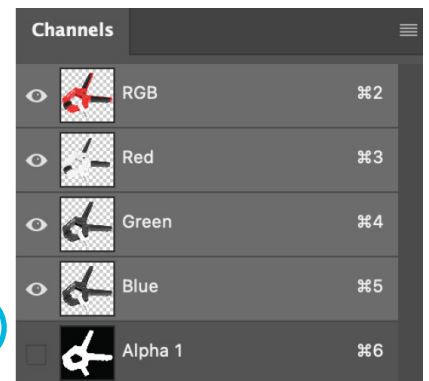 Channels
RGB ⌘2
Red ⌘3
Green ⌘4
Blue ⌘5
Alpha 1 ⌘6